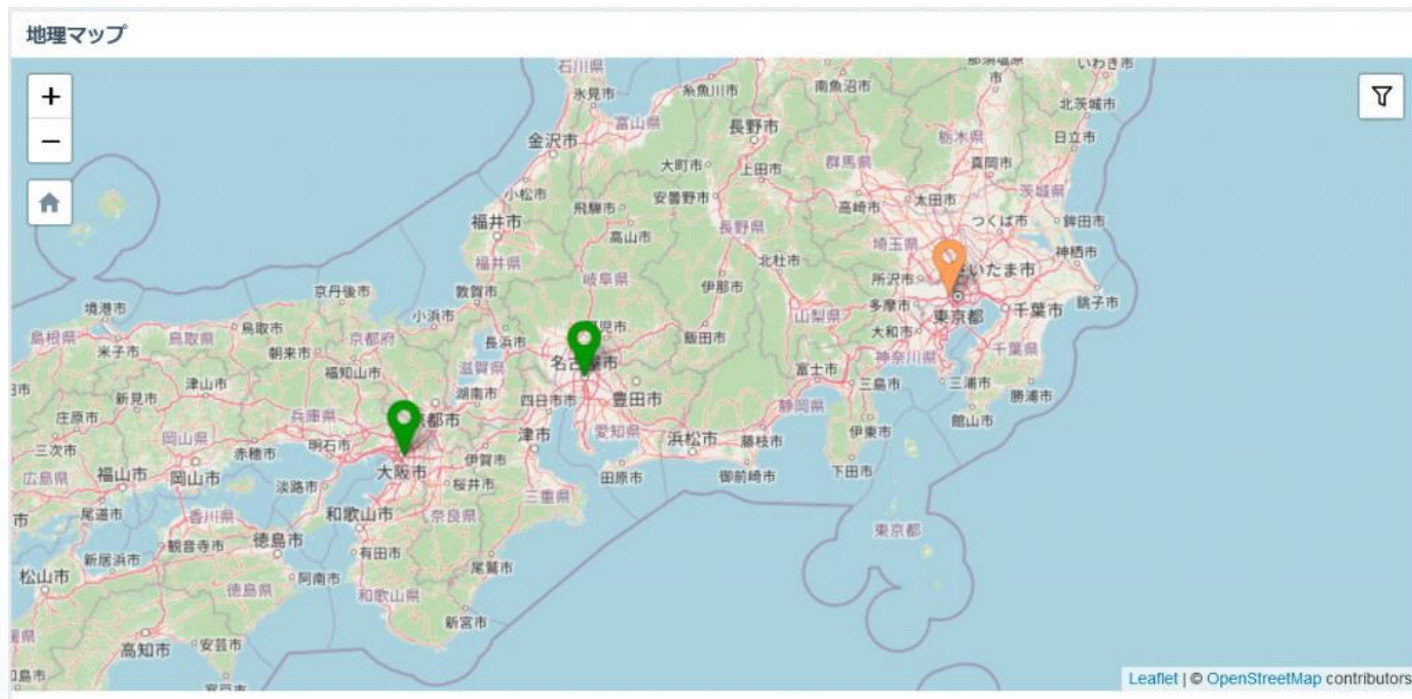 地理マップ
+
−
石川県
いわき市
氷見市
糸魚川市
南魚沼市
北茨城市
富山県
長野市
栃木県
日立市
金沢市
大町市
上田市
群馬県
真岡市
小松市
安曇野市
高崎市
太田市
茨城県
飛騨市
福井市
長野県
つくば市
鉾田市
高山市
埼玉県
神栖市
福井県
岐阜県
北杜市
所沢市
さいたま市
伊那市
京丹後市
敦賀市
多摩市
千葉市
銚子市
境港市
小浜市
山梨県
東京都
島根県
鳥取県
鳥取市
京都府
長浜市
飯田市
大和市
米子市
朝来市
名古屋市
神奈川県
千葉県
福知山市
滋賀県
富士市
津山市
湖南市
四日市市
豊田市
三島市
三浦市
勝浦市
新見市
兵庫県
静岡県
庄原市
京都市
館山市
岡山県
明石市
津市
愛知県
浜松市
藤枝市
伊東市
三次市
赤穂市
大阪市
伊賀市
広島県
福山市
岡山市
淡路市
桜井市
田原市
御前崎市
下田市
三重県
尾道市
香川県
和歌山市
奈良県
東京都
観音寺市
徳島市
有田市
新居浜市
尾鷲市
松山市
阿南市
徳島県
和歌山県
新宮市
高知市
安芸市
Leaflet | © OpenStreetMap contributors